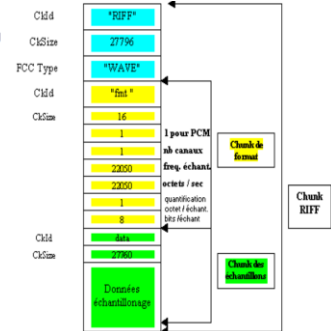 CkId "RIFF"
CkSize 27796
FCC Type "WAVE"
CkId "fmt "
CkSize 16
1 1 pour PCM
1 nb canaux
22050 freq. échant.
22050 octets / sec
1 quantification octet / échant.
8 bits /échant
CkId data
CkSize 27760
Données
échantillonage
Chunk de
format
Chunk RIFF
Chunk des
échantillons